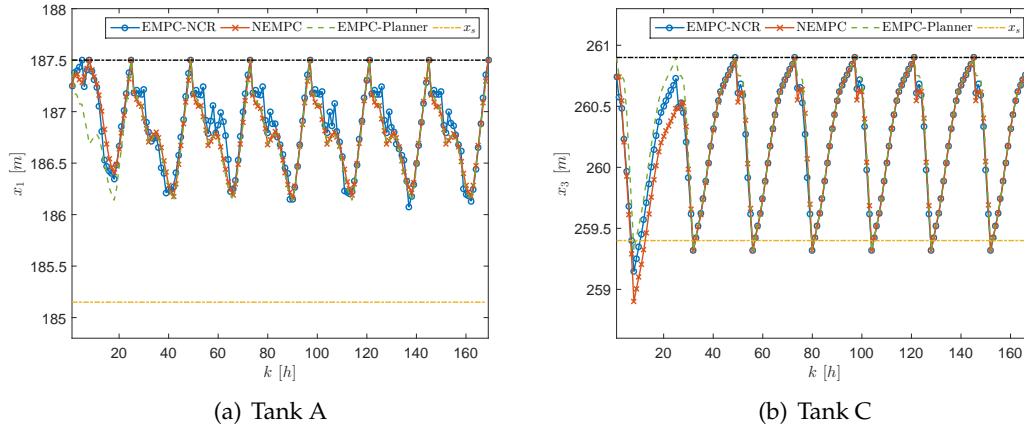 EMPC-NCR NEMPC EMPC-Planner x_s
188
187.5
187
186.5
186
185.5
185
x_1 [m]
20 40 60 80 100 120 140 160
k [h]
(a) Tank A
EMPC-NCR NEMPC EMPC-Planner x_s
261
260.5
260
259.5
259
x_3 [m]
20 40 60 80 100 120 140 160
k [h]
(b) Tank C